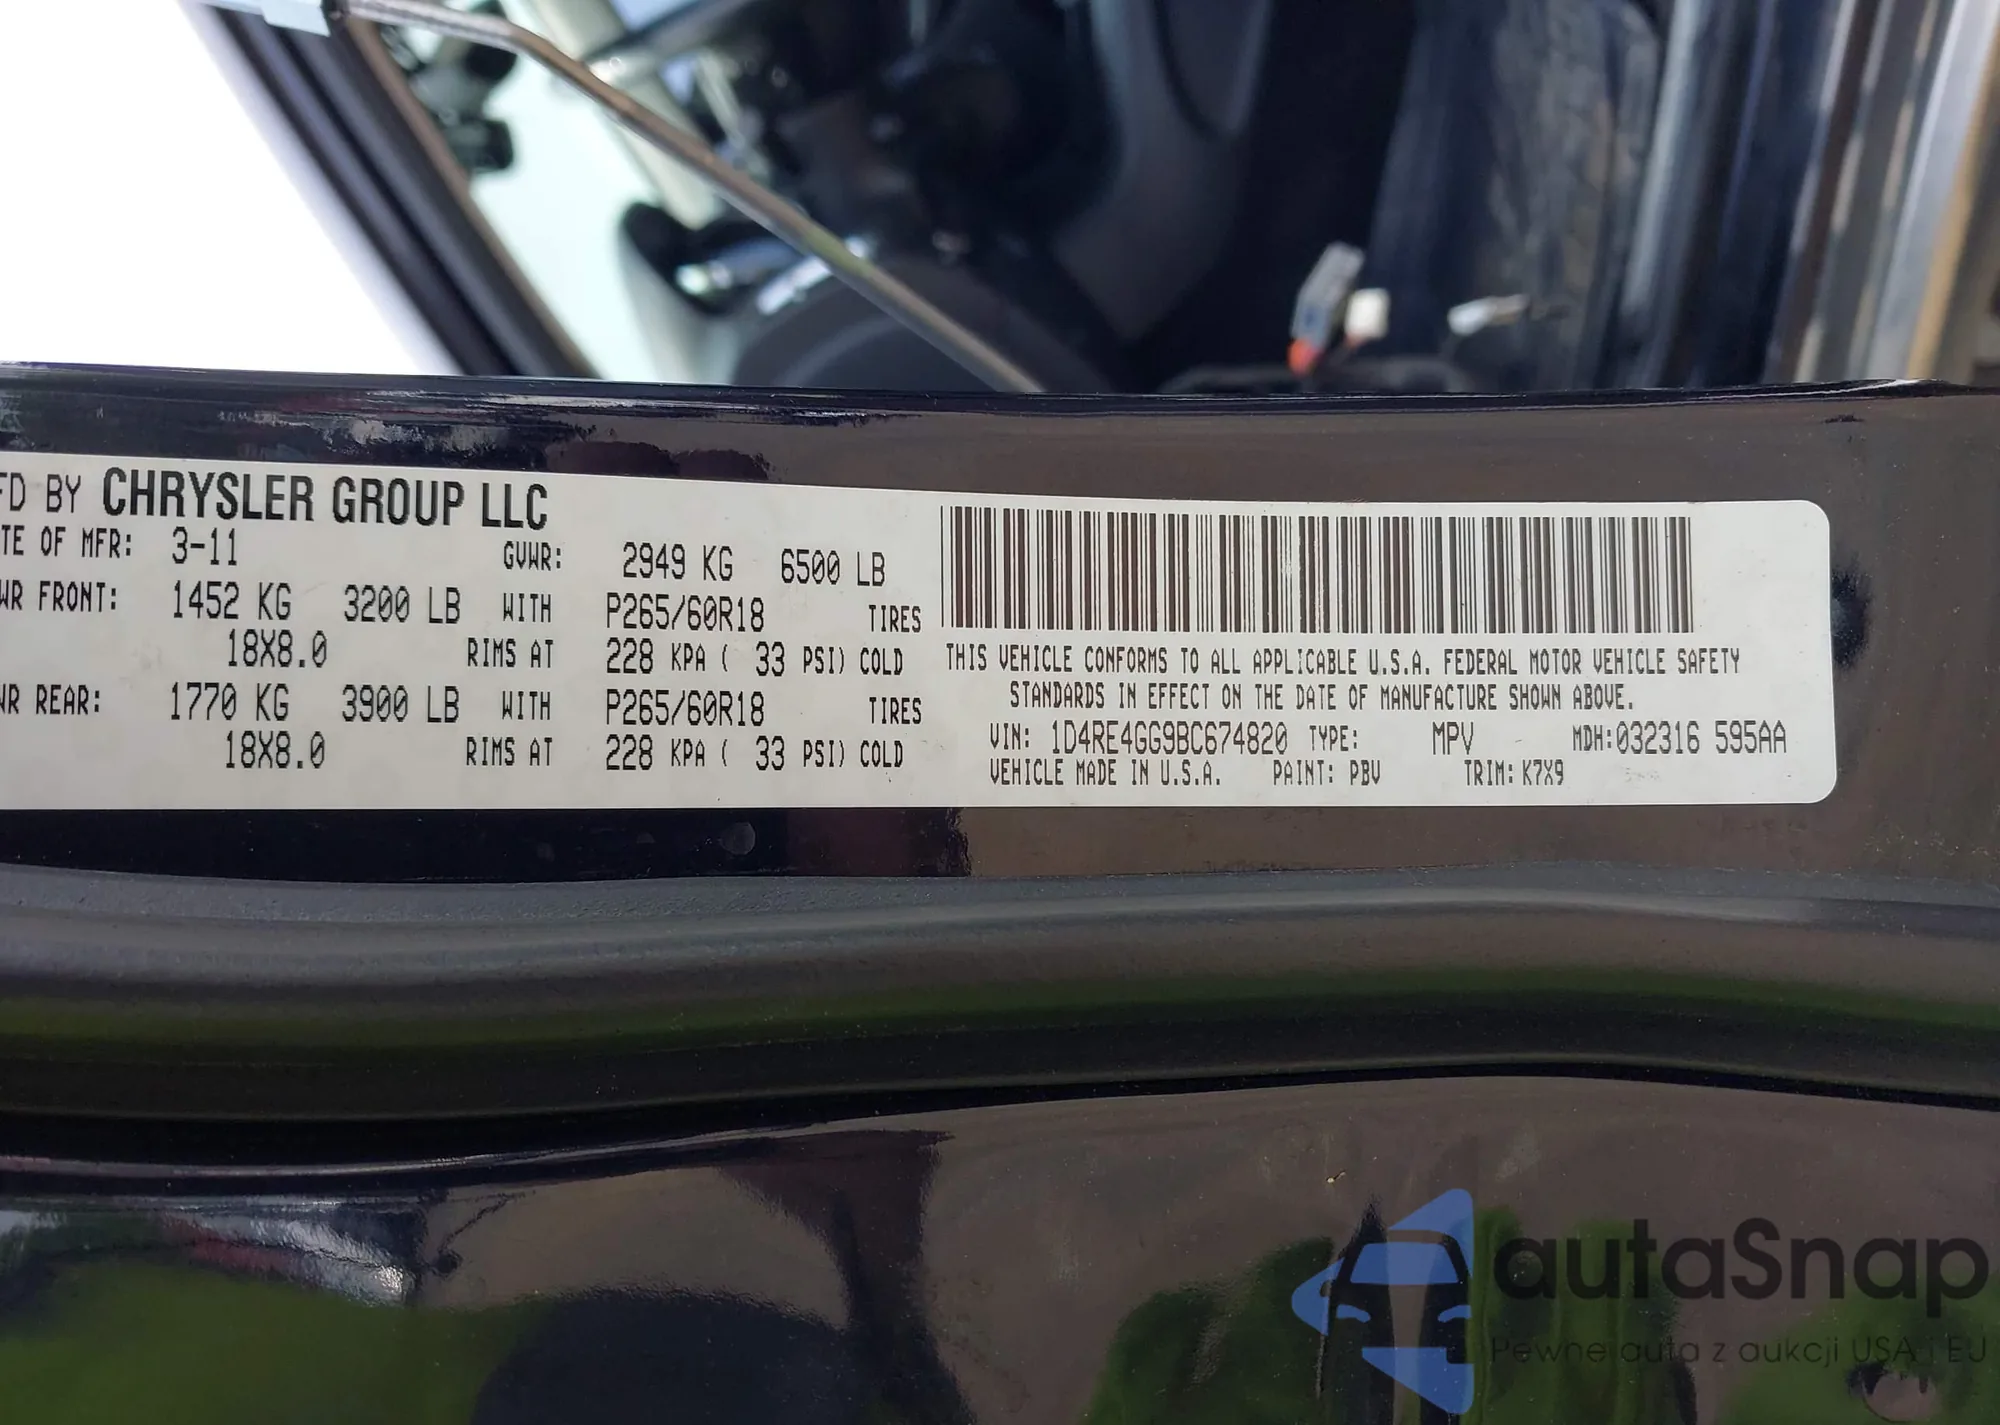 FD BY CHRYSLER GROUP LLC
TE OF MFR: 3-11 GVWR: 2949 KG 6500 LB
WR FRONT: 1452 KG 3200 LB WITH P265/60R18 TIRES
18X8.0 RIMS AT 228 KPA ( 33 PSI) COLD
WR REAR: 1770 KG 3900 LB WITH P265/60R18 TIRES
18X8.0 RIMS AT 228 KPA ( 33 PSI) COLD
THIS VEHICLE CONFORMS TO ALL APPLICABLE U.S.A. FEDERAL MOTOR VEHICLE SAFETY
STANDARDS IN EFFECT ON THE DATE OF MANUFACTURE SHOWN ABOVE.
VIN: 1D4RE4GG9BC674820 TYPE: MPV MDH:032316 595AA
VEHICLE MADE IN U.S.A. PAINT: PBV TRIM: K7X9
autaSnap
Pewne auta z aukcji USA i EU